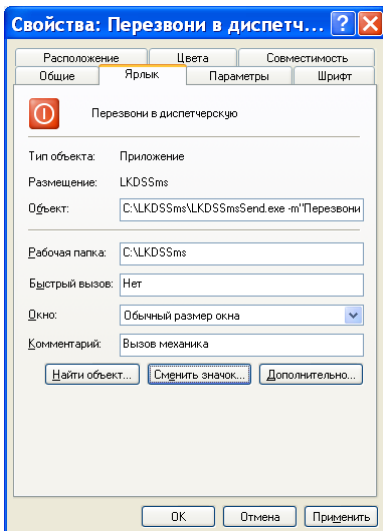 Свойства: Перезвони в диспетч...
Расположение Цвета Совместимость
Общие Ярлык Параметры Шрифт
Перезвони в диспетчерскую
Тип объекта: Приложение
Размещение: LKDSSms
Объект: C:\LKDSSms\LKDSSmsSend.exe -m"Перезвони
Рабочая папка: C:\LKDSSms
Быстрый вызов: Нет
Окно: Обычный размер окна
Комментарий: Вызов механика
Найти объект... Сменить значок... Дополнительно...
OK Отмена Применить